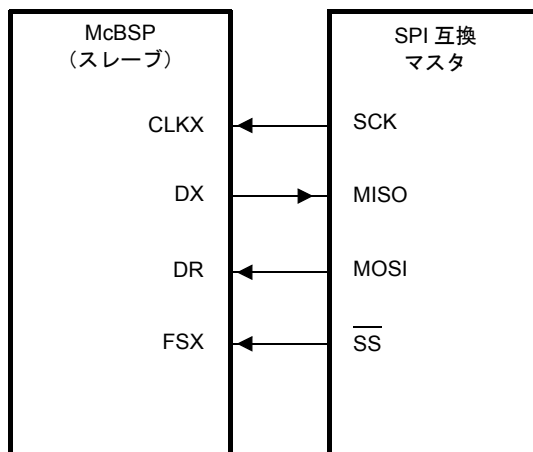 McBSP
（スレーブ）
SPI 互換
マスタ
CLKX
SCK
DX
MISO
DR
MOSI
FSX
SS